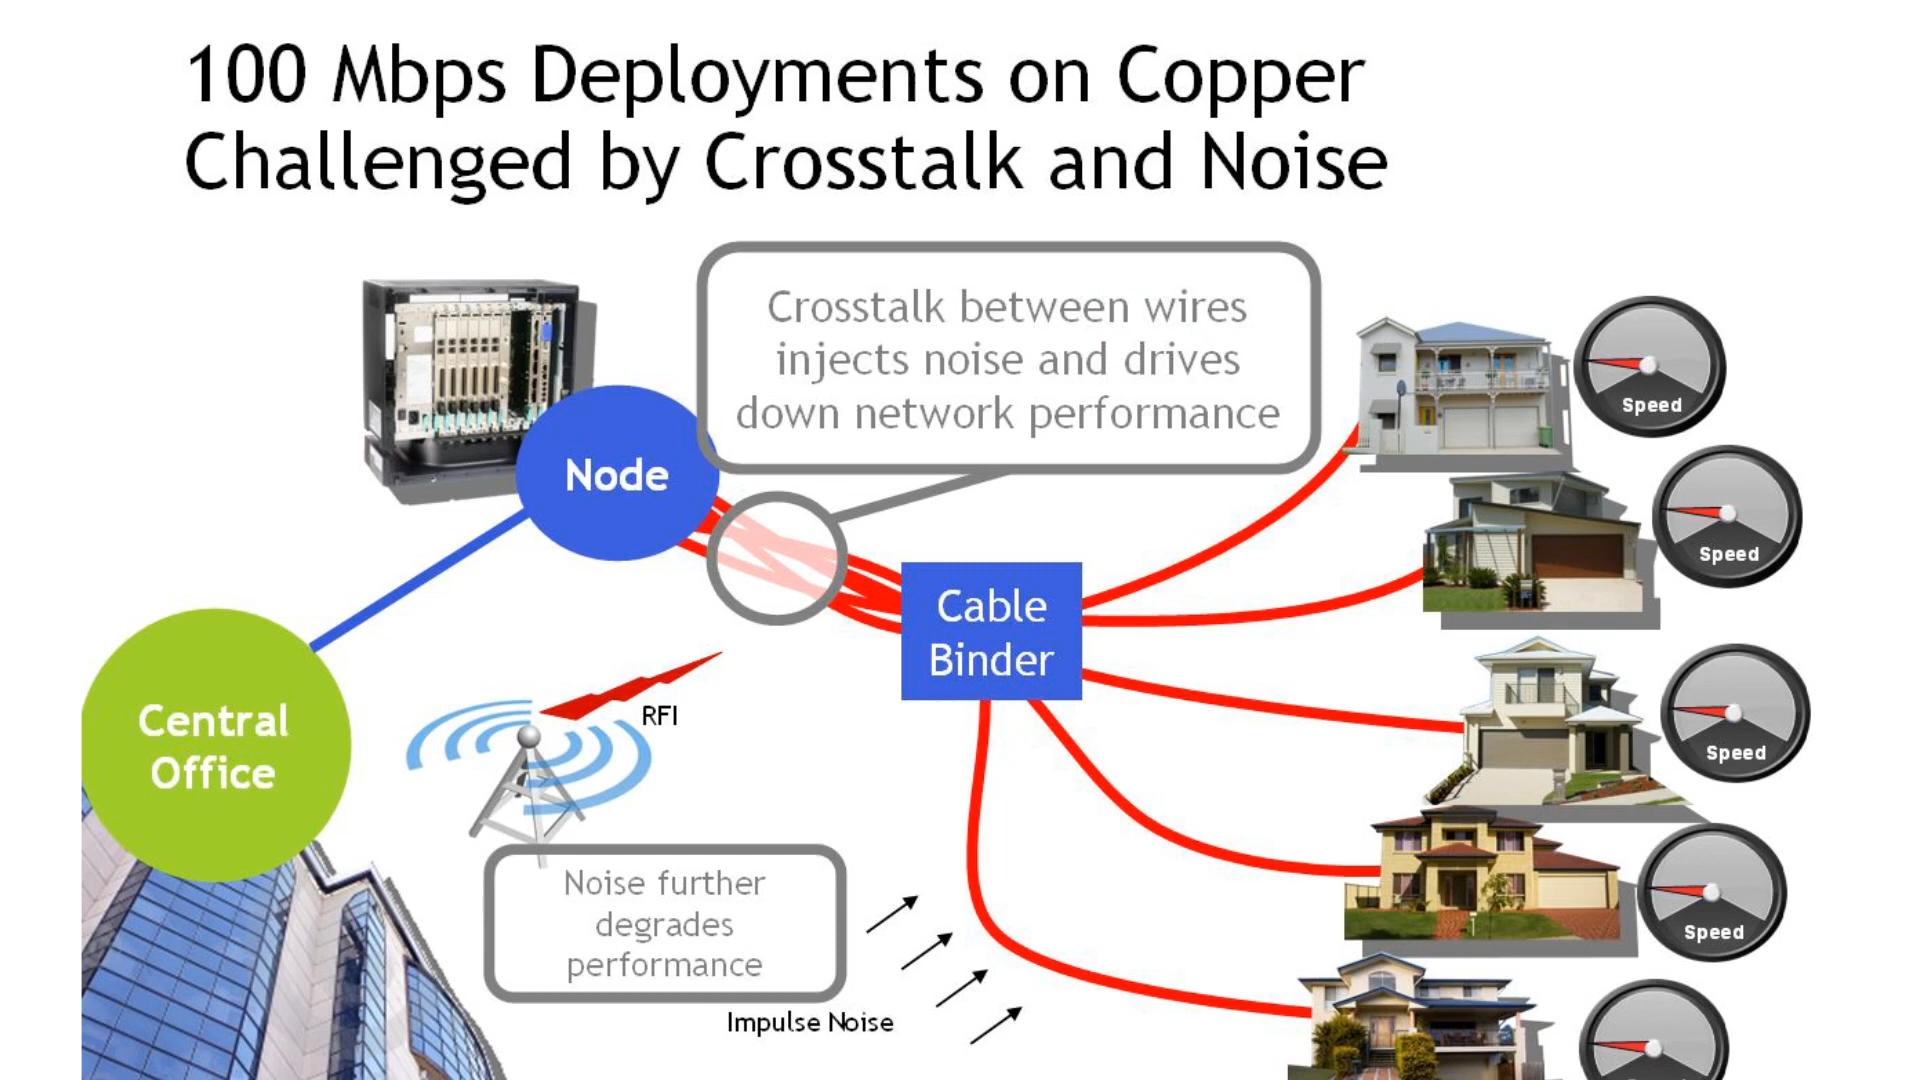 100 Mbps Deployments on Copper
Challenged by Crosstalk and Noise
Crosstalk between wires
injects noise and drives
down network performance
Node
Speed
Speed
Cable
Binder
Central
Office
RFI
Speed
Noise further
degrades
performance
Speed
Impulse Noise